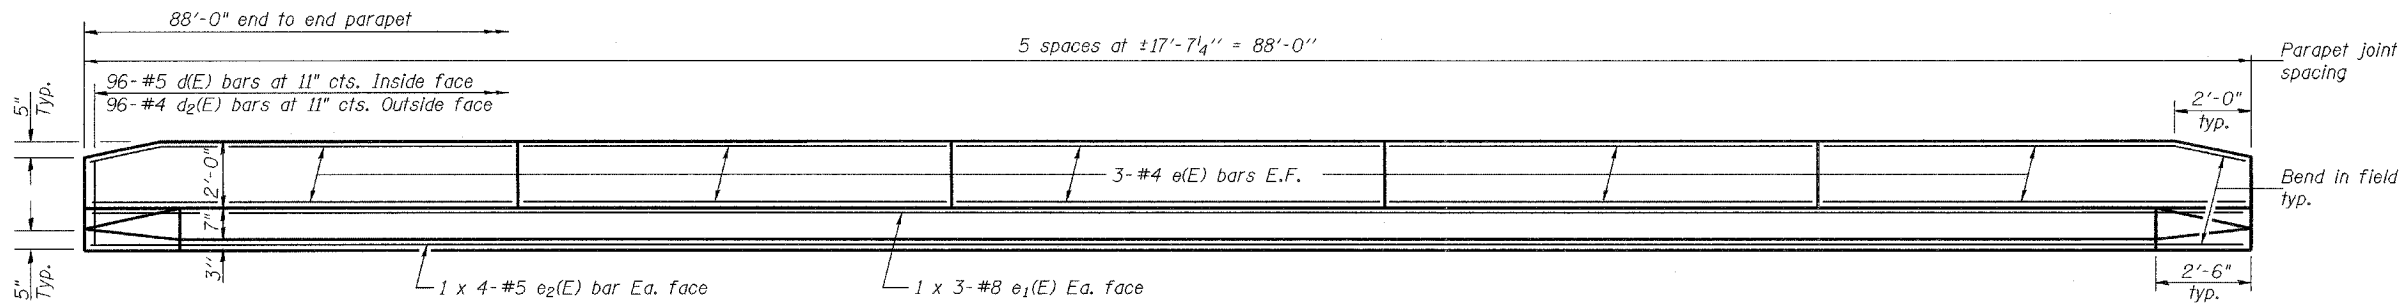 88'-0" end to end parapet
5 spaces at ±17'-7¼" = 88'-0"
Parapet joint
spacing
96-#5 d(E) bars at 11" cts. Inside face
96-#4 d₂(E) bars at 11" cts. Outside face
5"
Typ.
2'-0"
typ.
2'-0"
3-#4 e(E) bars E.F.
Bend in field
typ.
7"
3"
5"
Typ.
1 x 4-#5 e₂(E) bar Ea. face
1 x 3-#8 e₁(E) Ea. face
2'-6"
typ.